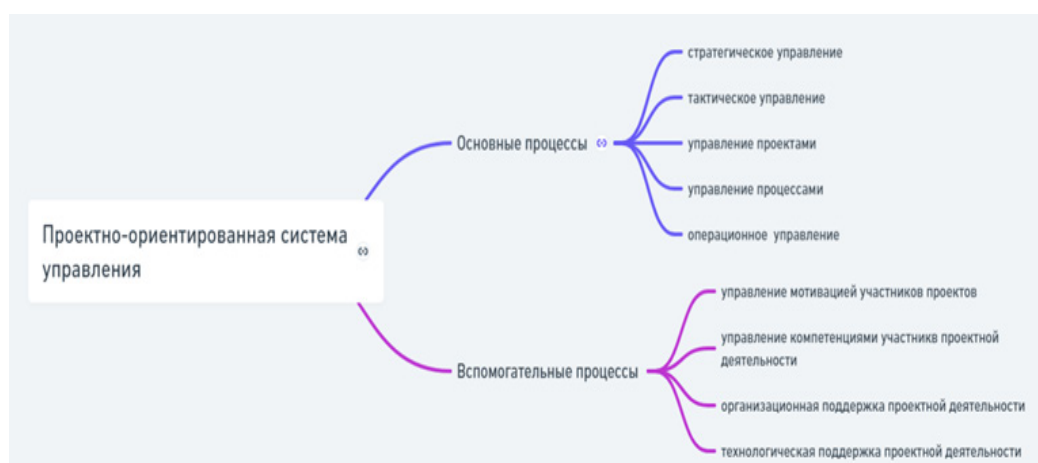 стратегическое управление
тактическое управление
Основные процессы
управление проектами
управление процессами
операционное управление
Проектно-ориентированная система
управления
управление мотивацией участников проектов
управление компетенциями участникв проектной
деятельности
Вспомогательные процессы
организационная поддержка проектной деятельности
технологическая поддержка проектной деятельности